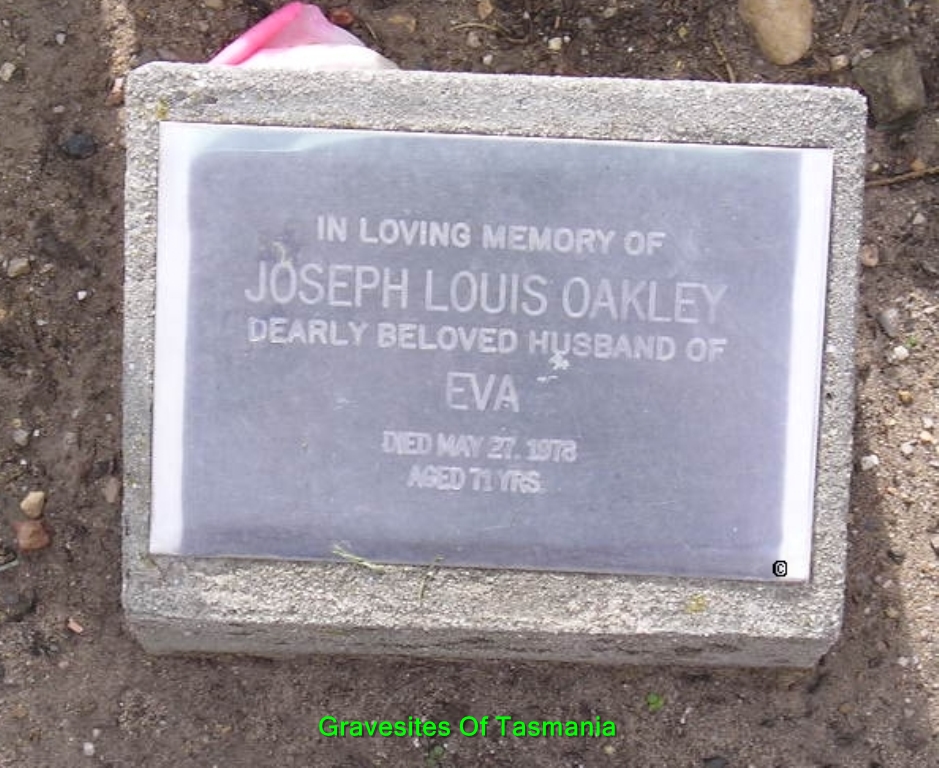 IN LOVING MEMORY OF
JOSEPH LOUIS OAKLEY
DEARLY BELOVED HUSBAND OF
EVA
DIED MAY 27. 1978
AGED 71 YRS.
©
Gravesites Of Tasmania